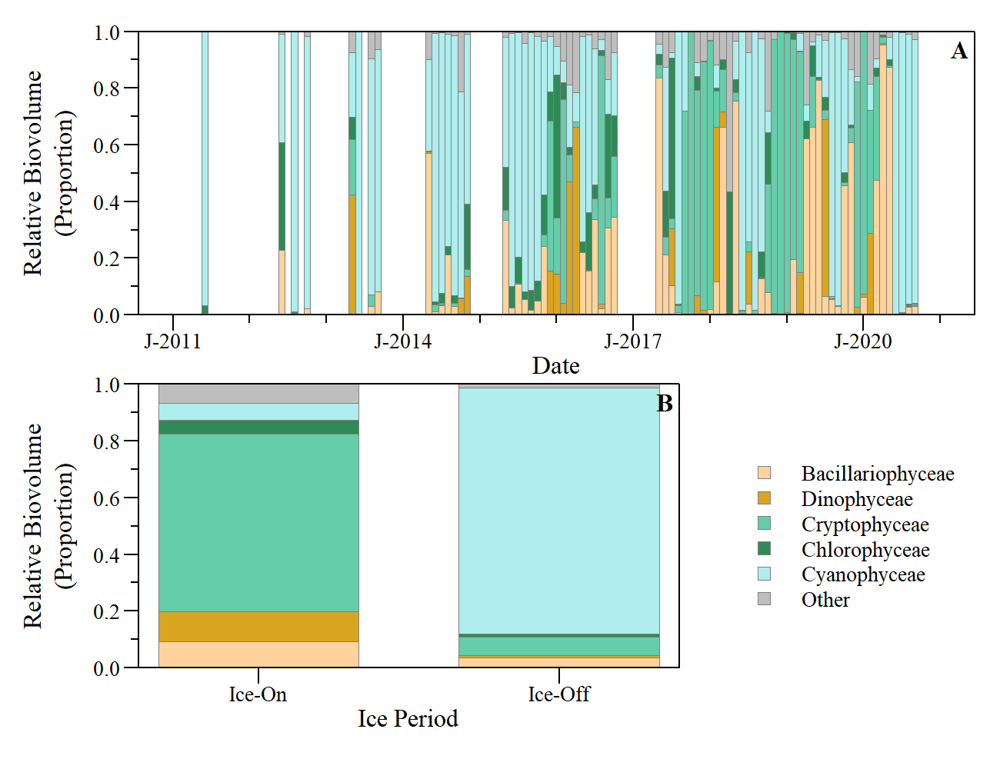 1.0
0.8
0.6
0.4
0.2
0.0
Relative Biovolume
(Proportion)
A
J-2011
J-2014
J-2017
J-2020
Date
1.0
0.8
0.6
0.4
0.2
0.0
Relative Biovolume
(Proportion)
B
Ice-On
Ice-Off
Ice Period
Bacillariophyceae
Dinophyceae
Cryptophyceae
Chlorophyceae
Cyanophyceae
Other